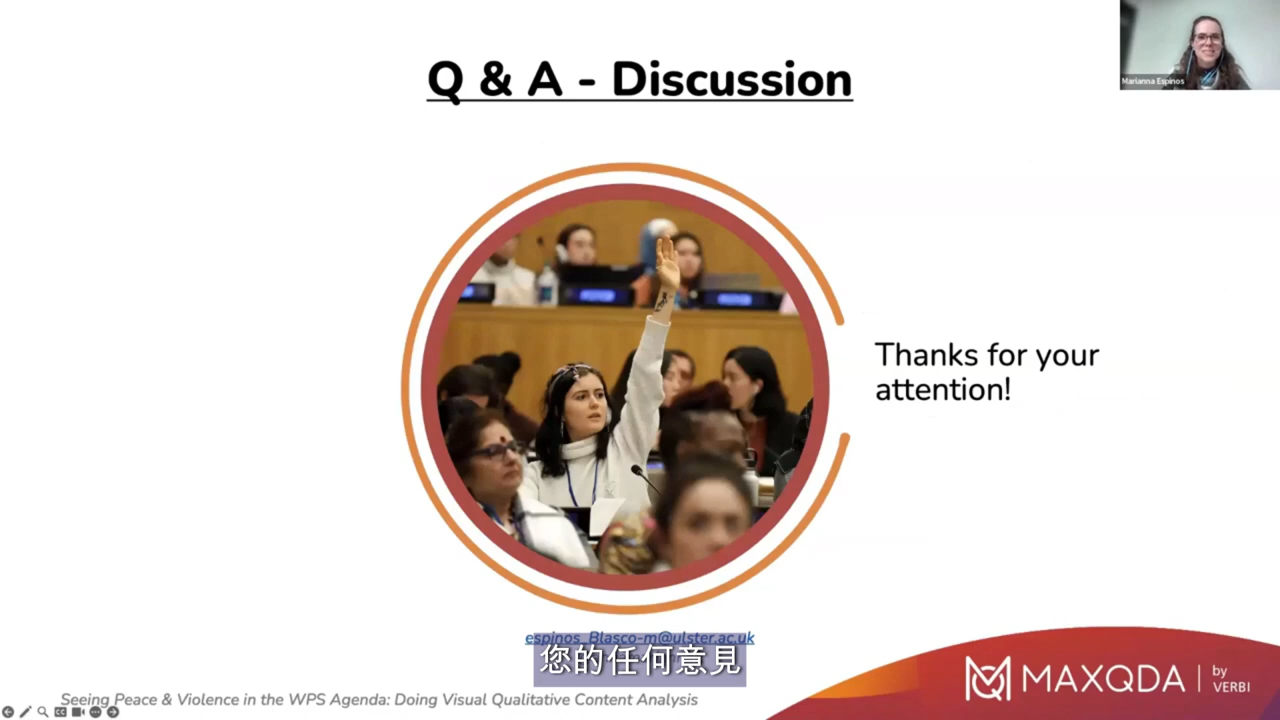 Q & A - Discussion
Marianna Espinos
Thanks for your
attention!
espinos_Blasco-m@ulster.ac.uk
您的任何意見
Seeing Peace & Violence in the WPS Agenda: Doing Visual Qualitative Content Analysis
MAXQDA
by
VERBI